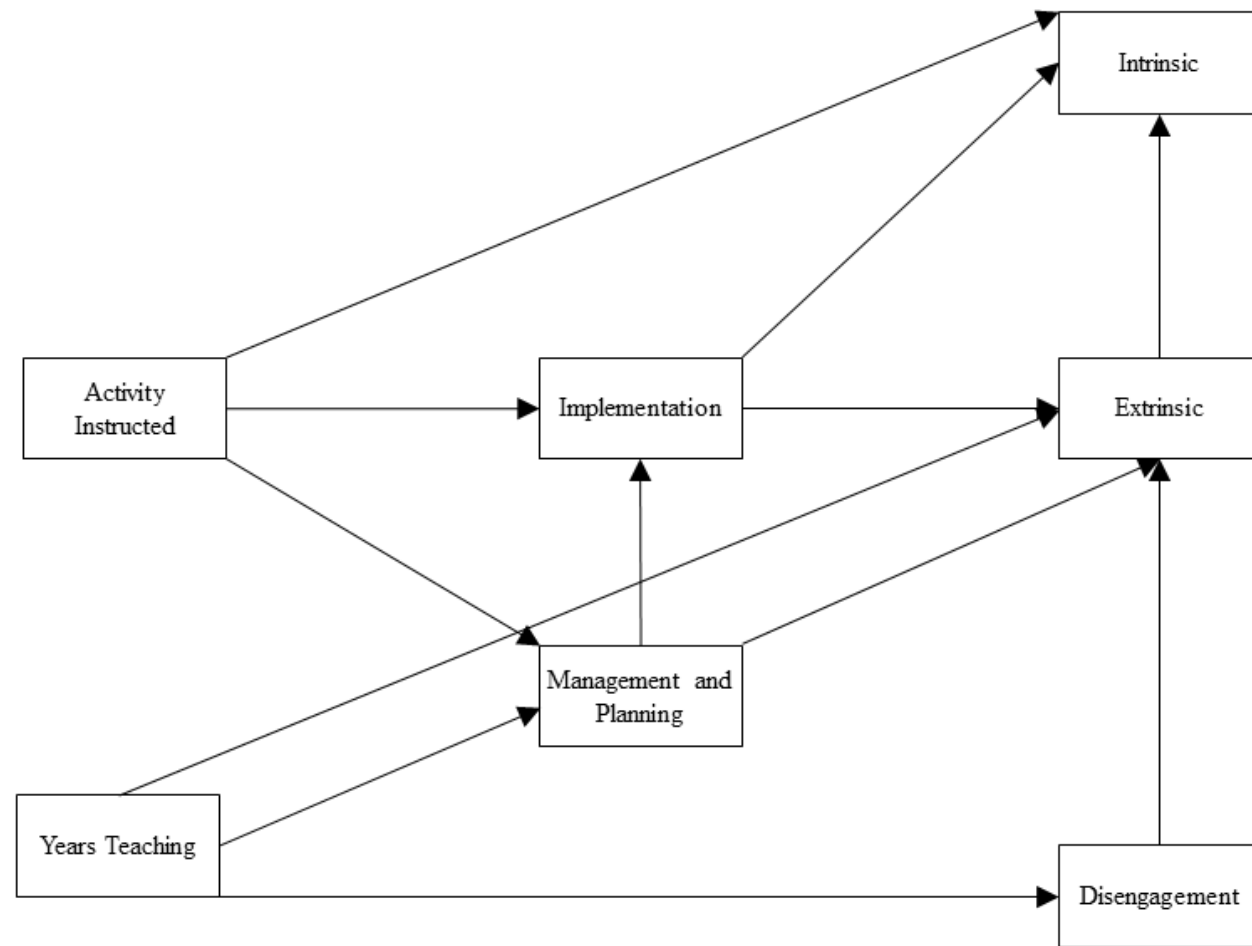 Intrinsic
Activity
Instructed
Implementation
Extrinsic
Management and
Planning
Years Teaching
Disengagement